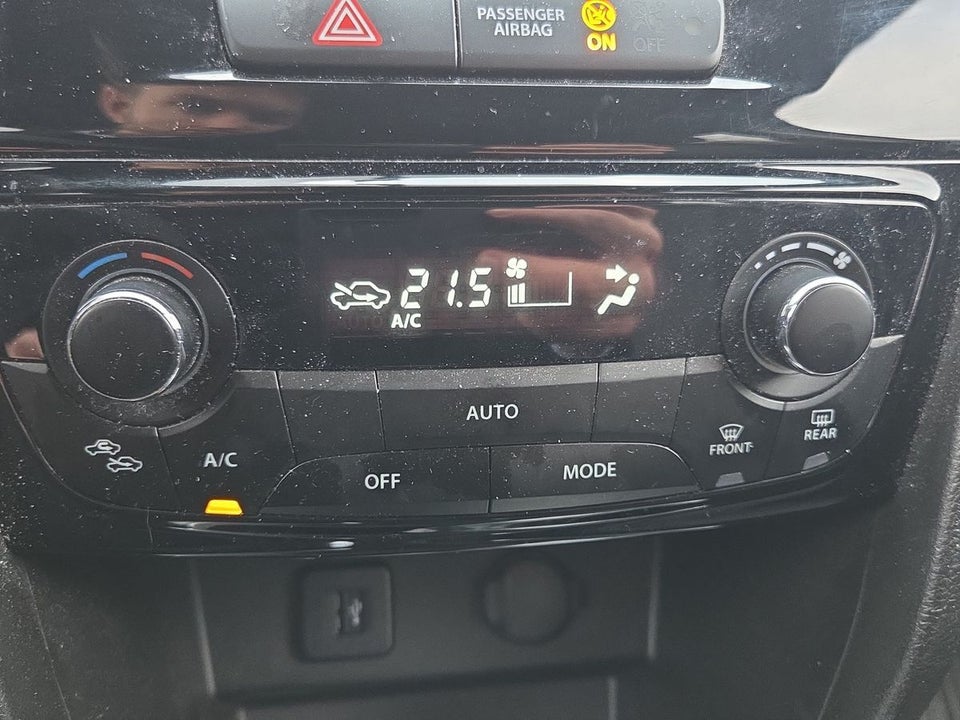 PASSENGER
AIRBAG
ON
OFF
21.5
A/C
AUTO
A/C
OFF
MODE
FRONT
REAR